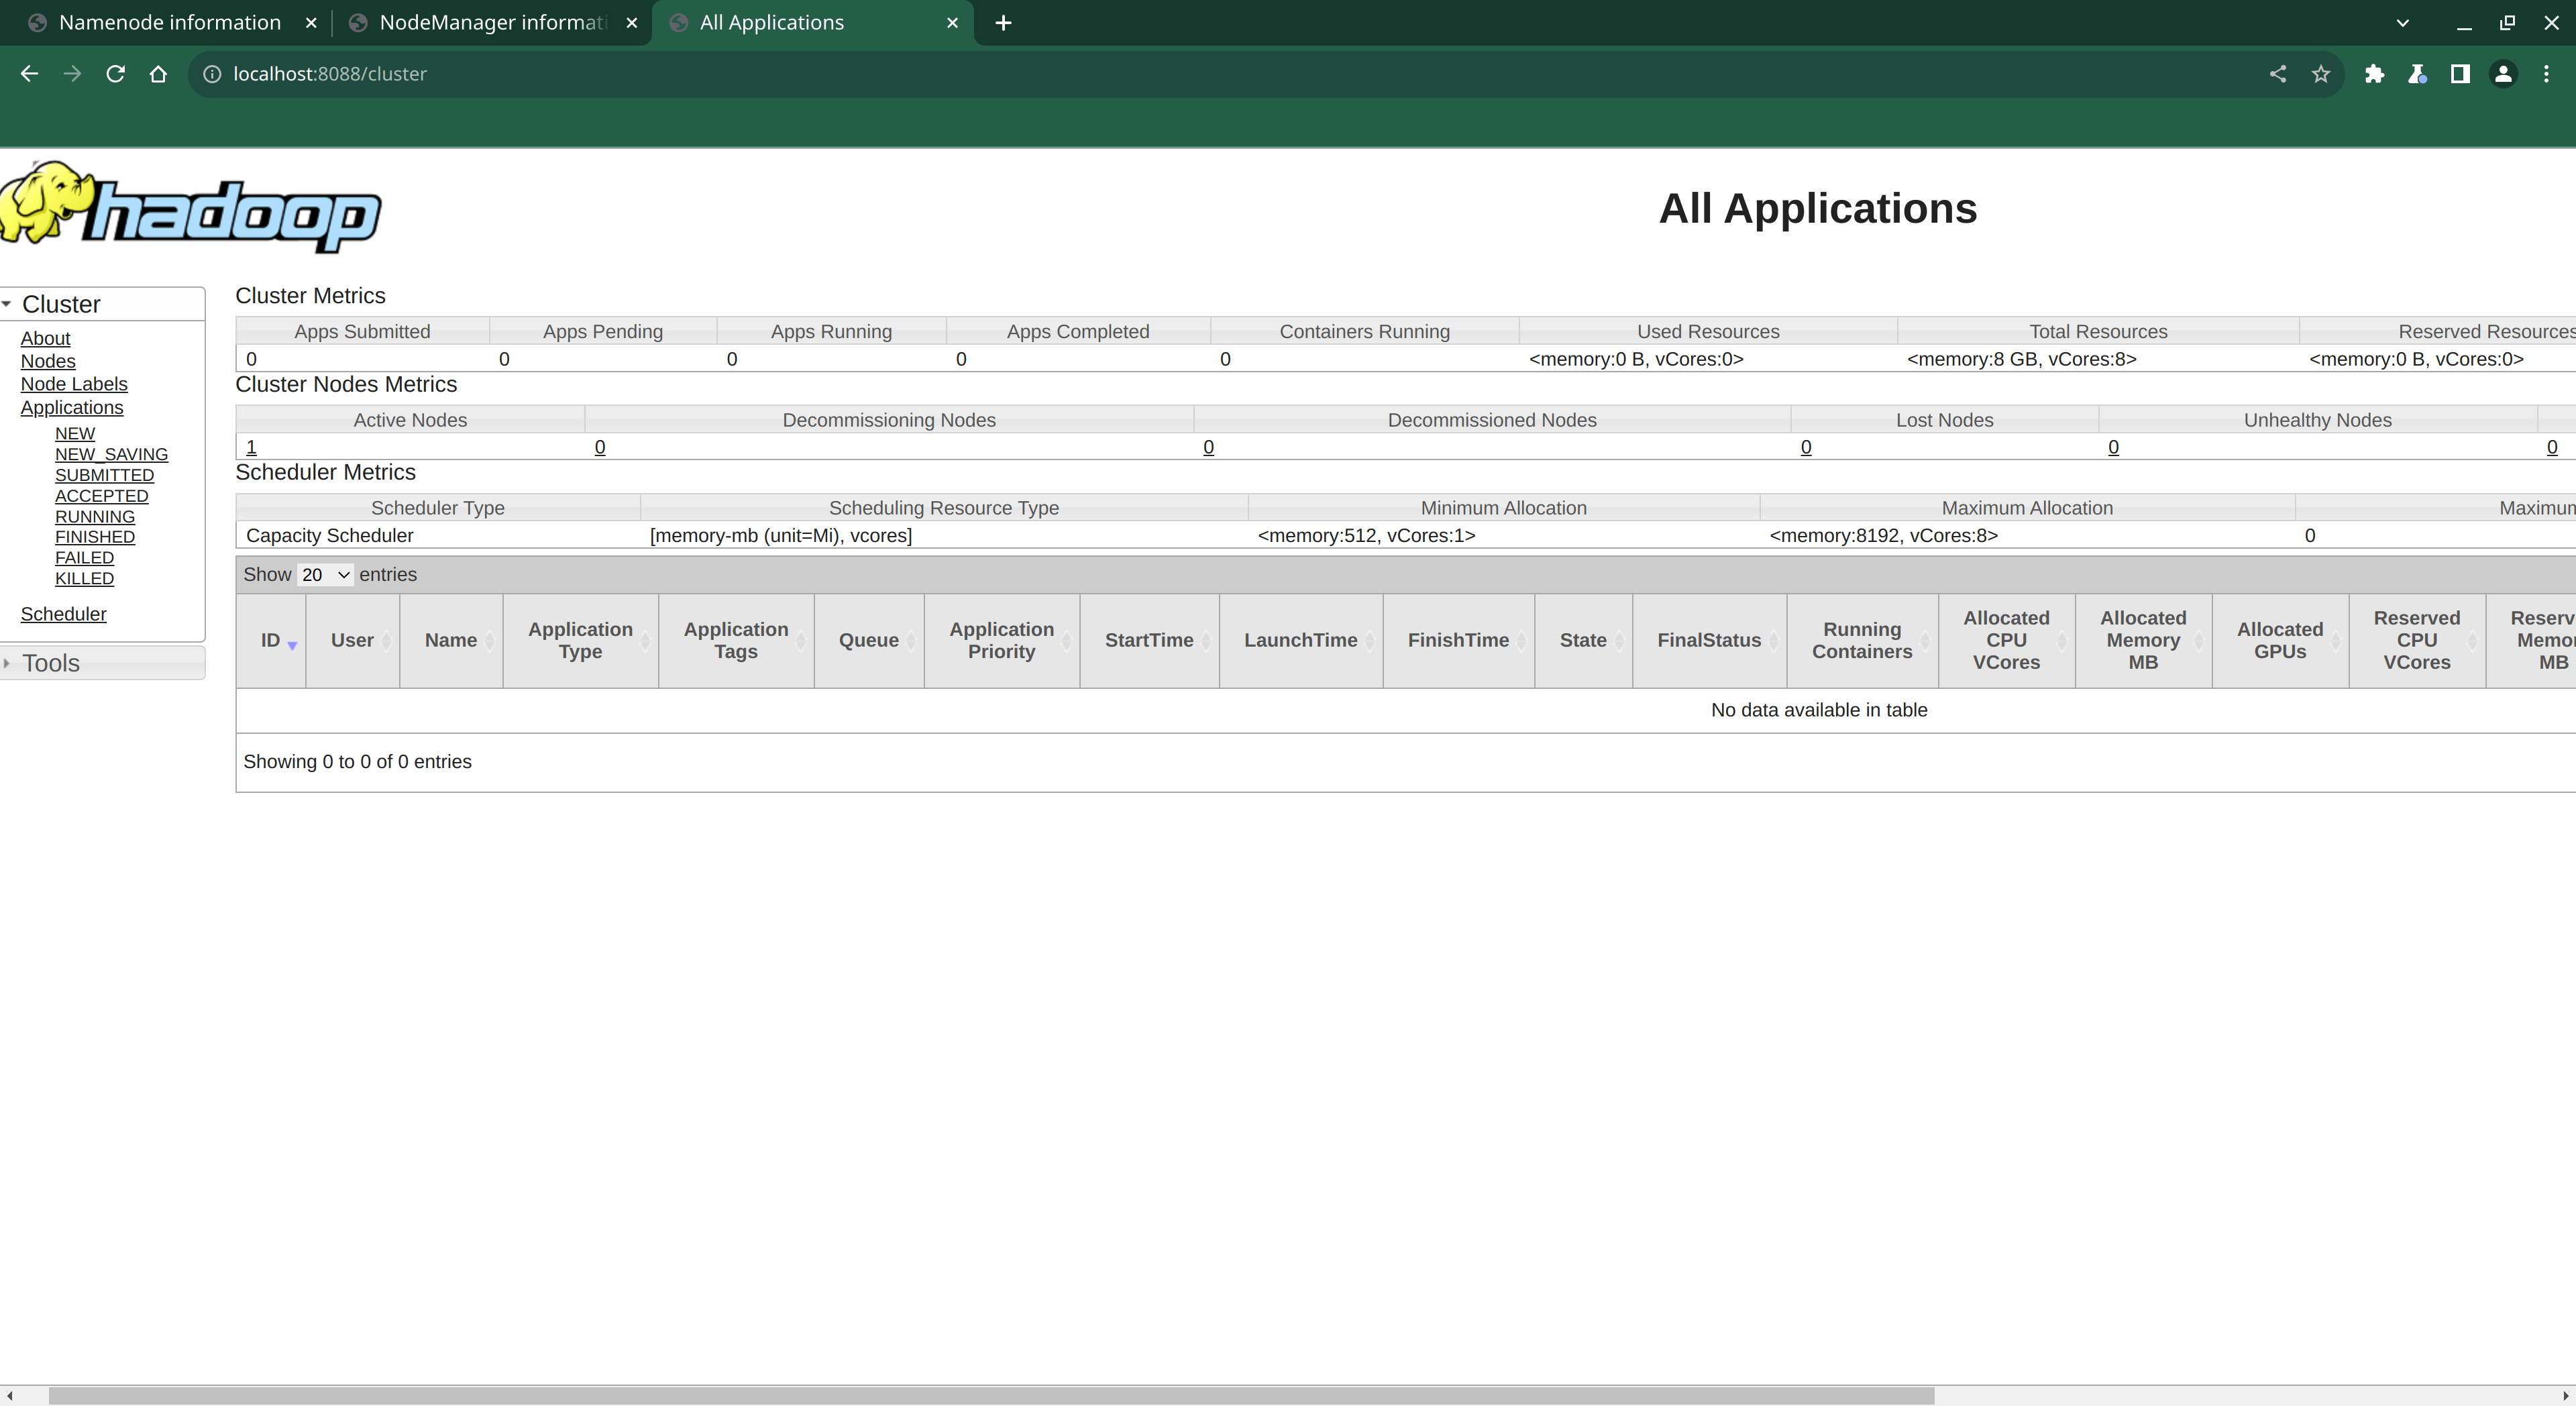 Namenode information
NodeManager informati
All Applications
localhost:8088/cluster
hadoop
All Applications
Cluster
About
Nodes
Node Labels
Applications
NEW
NEW_SAVING
SUBMITTED
ACCEPTED
RUNNING
FINISHED
FAILED
KILLED
Scheduler
Tools
Cluster Metrics
Apps Submitted Apps Pending Apps Running Apps Completed Containers Running Used Resources Total Resources Reserved Resources
0 0 0 0 0 <memory:0 B, vCores:0> <memory:8 GB, vCores:8> <memory:0 B, vCores:0>
Cluster Nodes Metrics
Active Nodes Decommissioning Nodes Decommissioned Nodes Lost Nodes Unhealthy Nodes
1 0 0 0 0 0
Scheduler Metrics
Scheduler Type Scheduling Resource Type Minimum Allocation Maximum Allocation Maximum
Capacity Scheduler [memory-mb (unit=Mi), vcores] <memory:512, vCores:1> <memory:8192, vCores:8> 0
Show 20 entries
ID User Name Application Type Application Tags Queue Application Priority StartTime LaunchTime FinishTime State FinalStatus Running Containers Allocated CPU VCores Allocated Memory MB Allocated GPUs Reserved CPU VCores Reserv Memo MB
No data available in table
Showing 0 to 0 of 0 entries